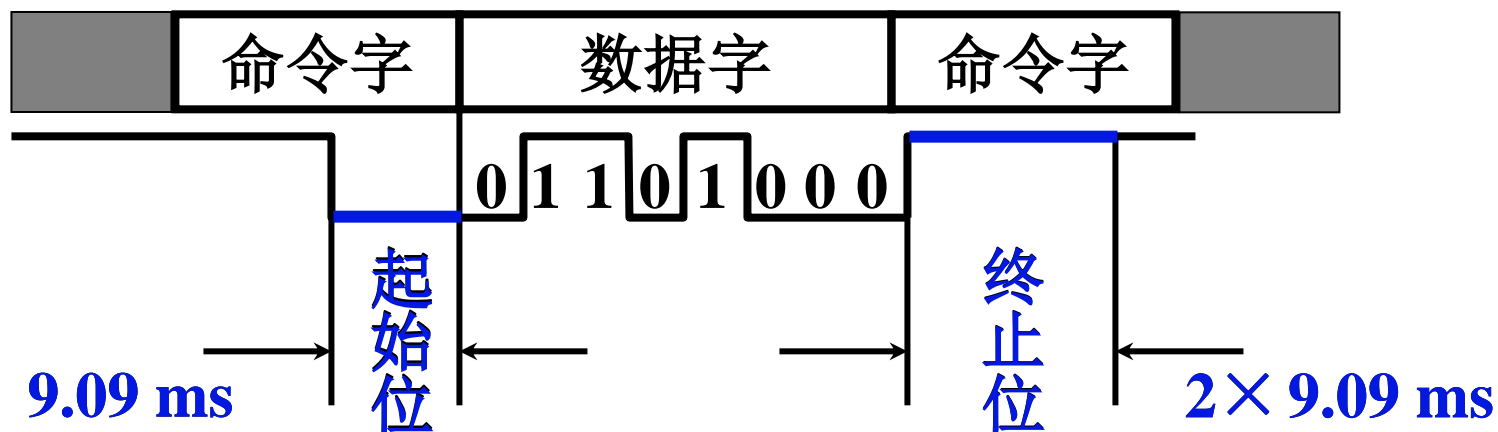 命令字 数据字 命令字
0 1 1 0 1 0 0 0
起始位
终止位
9.09 ms
2× 9.09 ms